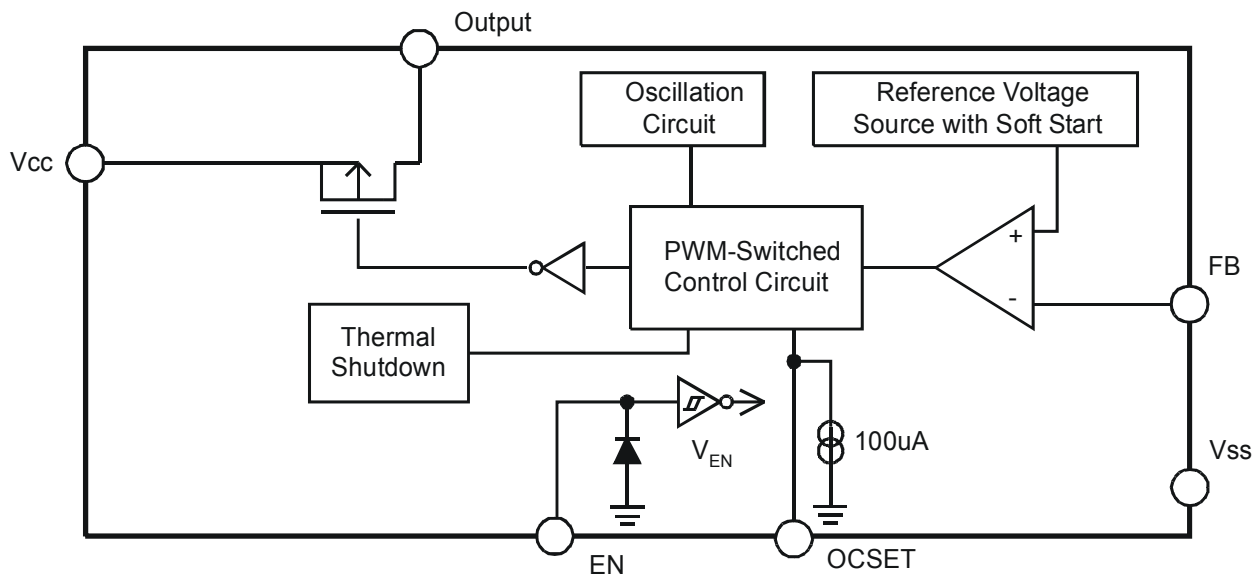 Output
Oscillation
Circuit
Reference Voltage
Source with Soft Start
Vcc
PWM-Switched
Control Circuit
+
-
FB
Thermal
Shutdown
VEN
100uA
Vss
EN
OCSET